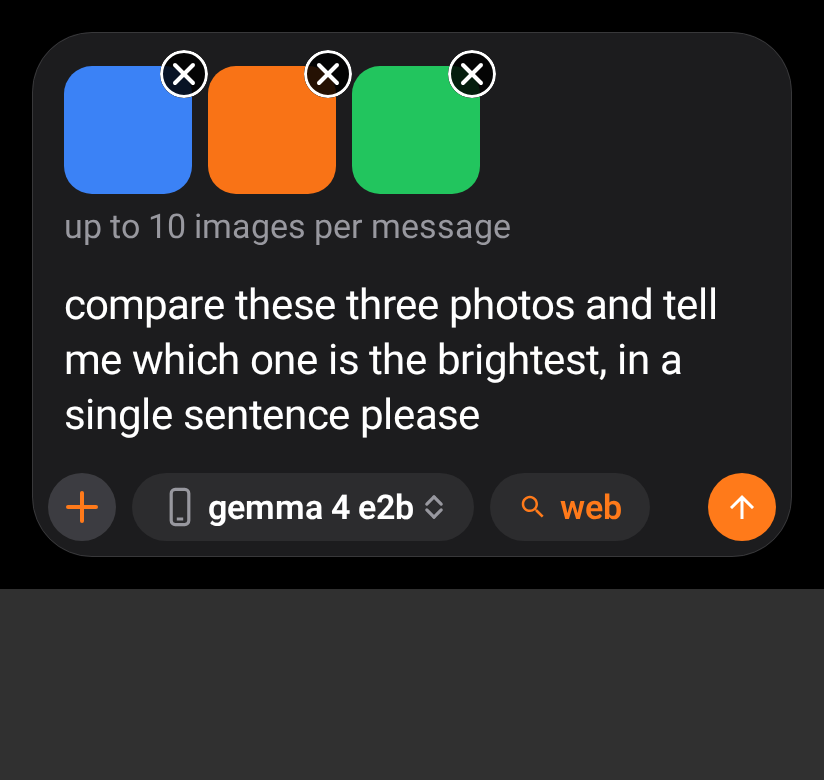 up to 10 images per message
compare these three photos and tell
me which one is the brightest, in a
single sentence please
gemma 4 e2b
web